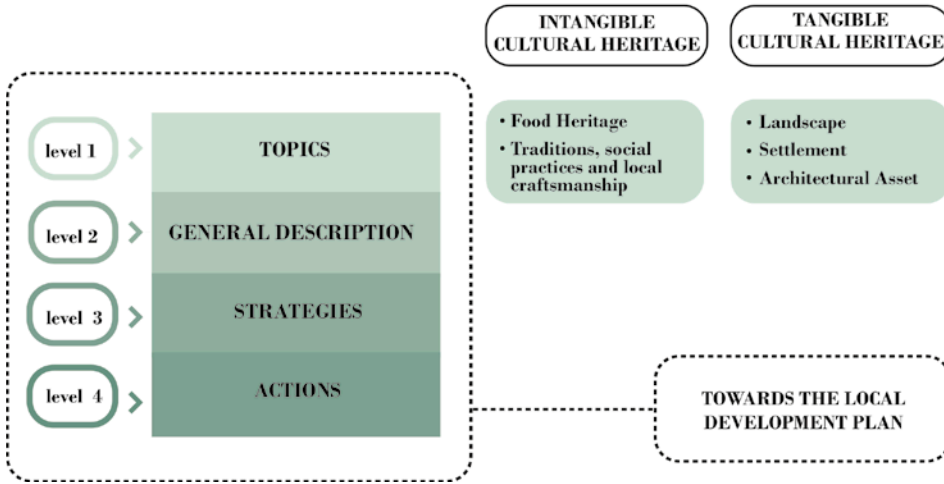 INTANGIBLE
CULTURAL HERITAGE
TANGIBLE
CULTURAL HERITAGE
• Food Heritage
• Traditions, social
practices and local
craftsmanship
• Landscape
• Settlement
• Architectural Asset
level 1
TOPICS
level 2
GENERAL DESCRIPTION
level 3
STRATEGIES
level 4
ACTIONS
TOWARDS THE LOCAL
DEVELOPMENT PLAN